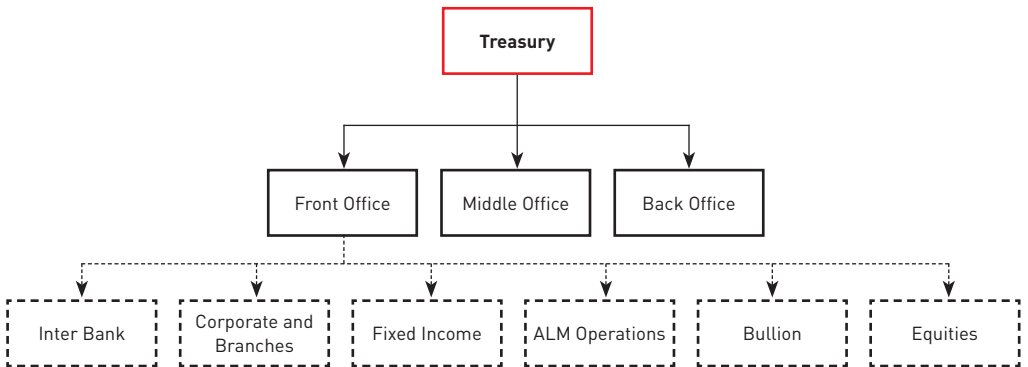 Treasury
Front Office
Middle Office
Back Office
Inter Bank
Corporate and
Branches
Fixed Income
ALM Operations
Bullion
Equities